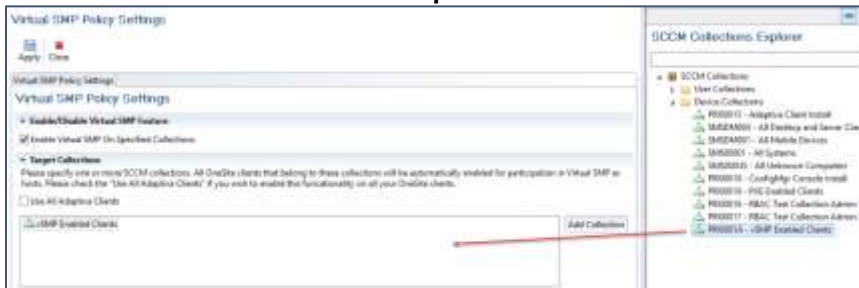 Virtual SMP Policy Settings
Apply Close
Virtual SMP Policy Settings
Virtual SMP Policy Settings
Enable/Disable Virtual SMP Feature
Enable Virtual SMP On Specified Collections
Target Collections
Please specify one or more SCCM collections. All OneSite clients that belong to these collections will be automatically enabled for participation in Virtual SMP as
hosts. Please check the "Use All Adaptiva Clients" if you wish to enable this functionality on all your OneSite clients.
Use All Adaptiva Clients
vSMP Enabled Clients
Add Collection
SCCM Collections Explorer
SCCM Collections
User Collections
Device Collections
- Adaptiva Client Install
- All Desktop and Server Clie
- All Mobile Devices
- All Systems
- All Unknown Computers
- ConfigMgr Console Install
- PXE Enabled Clients
- RBAC Test Collection Admin
- RBAC Test Collection Admin
- vSMP Enabled Clients